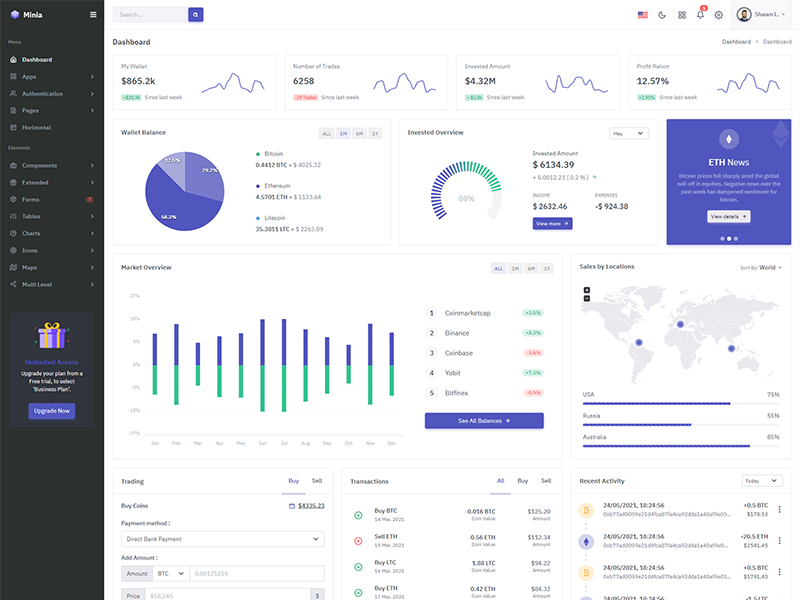 Minia
Search...
8
Shawn L.
Menu
Dashboard
Apps
Authentication
Pages
Horizontal
Elements
Components
Extended
Forms
7
Tables
Charts
Icons
Maps
Multi Level
Unlimited Access
Upgrade your plan from a
Free trial, to select
'Business Plan'.
Upgrade Now
Dashboard
Dashboard > Dashboard
My Wallet
$865.2k
+$20.9k Since last week
Number of Trades
6258
-29 Trades Since last week
Invested Amount
$4.32M
+$2.8k Since last week
Profit Ration
12.57%
+2.95% Since last week
Wallet Balance
ALL 1M 6M 1Y
12.5%
29.2%
58.3%
Bitcoin
0.4412 BTC = $ 4025.32
Ethereum
4.5701 ETH = $ 1123.64
Litecoin
35.3811 LTC = $ 2263.09
Invested Overview
May
80%
Invested Amount
$ 6134.39
+ 0.0012.23 ( 0.2 % )
INCOME
$ 2632.46
EXPENSES
-$ 924.38
View more
ETH News
Bitcoin prices fell sharply amid the global
sell-off in equities. Negative news over the
past week has dampened sentiment for
bitcoin.
View details
Market Overview
ALL 1M 6M 1Y
27%
18%
9%
0%
-9%
-18%
-27%
Jan Feb Mar Apr May Jun Jul Aug Sep Oct Nov Dec
1 Coinmarketcap +2.5%
2 Binance +8.3%
3 Coinbase -3.6%
4 Yobit +7.1%
5 Bitfinex -0.9%
See All Balances
Sales by Locations
Sort By: World
+
−
USA 75%
Russia 55%
Australia 85%
Trading
Buy Sell
Buy Coins
$4335.23
Payment method :
Direct Bank Payment
Add Amount :
Amount BTC 0.00121255
Price $52,245 $
Transactions
All Buy Sell
Buy BTC 0.016 BTC $125.20
14 Mar, 2021 Coin Value Amount
Sell ETH 0.56 ETH $112.34
15 Mar, 2021 Coin Value Amount
Buy LTC 1.88 LTC $94.22
16 Mar, 2021 Coin Value Amount
Buy ETH 0.42 ETH $84.32
17 Mar, 2021 Coin Value Amount
Recent Activity
Today
24/05/2021, 18:24:56 +0.5 BTC
$178.53
24/05/2021, 18:24:56 -20.5 ETH
$3541.45
24/05/2021, 18:24:56 +0.5 BTC
$5791.45
24/05/2021, 18:24:56 -1.5 LTC